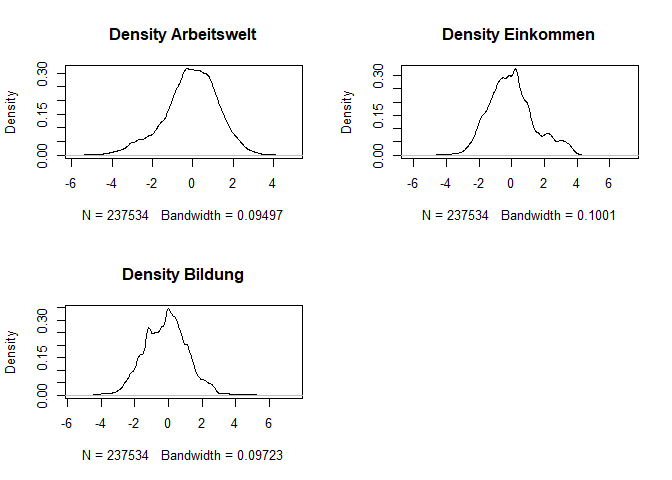 Density Arbeitswelt
Density
0.00 0.15 0.30
-6 -4 -2 0 2 4
N = 237534 Bandwidth = 0.09497
Density Einkommen
Density
0.00 0.15 0.30
-6 -4 -2 0 2 4 6
N = 237534 Bandwidth = 0.1001
Density Bildung
Density
0.00 0.15 0.30
-6 -4 -2 0 2 4 6
N = 237534 Bandwidth = 0.09723